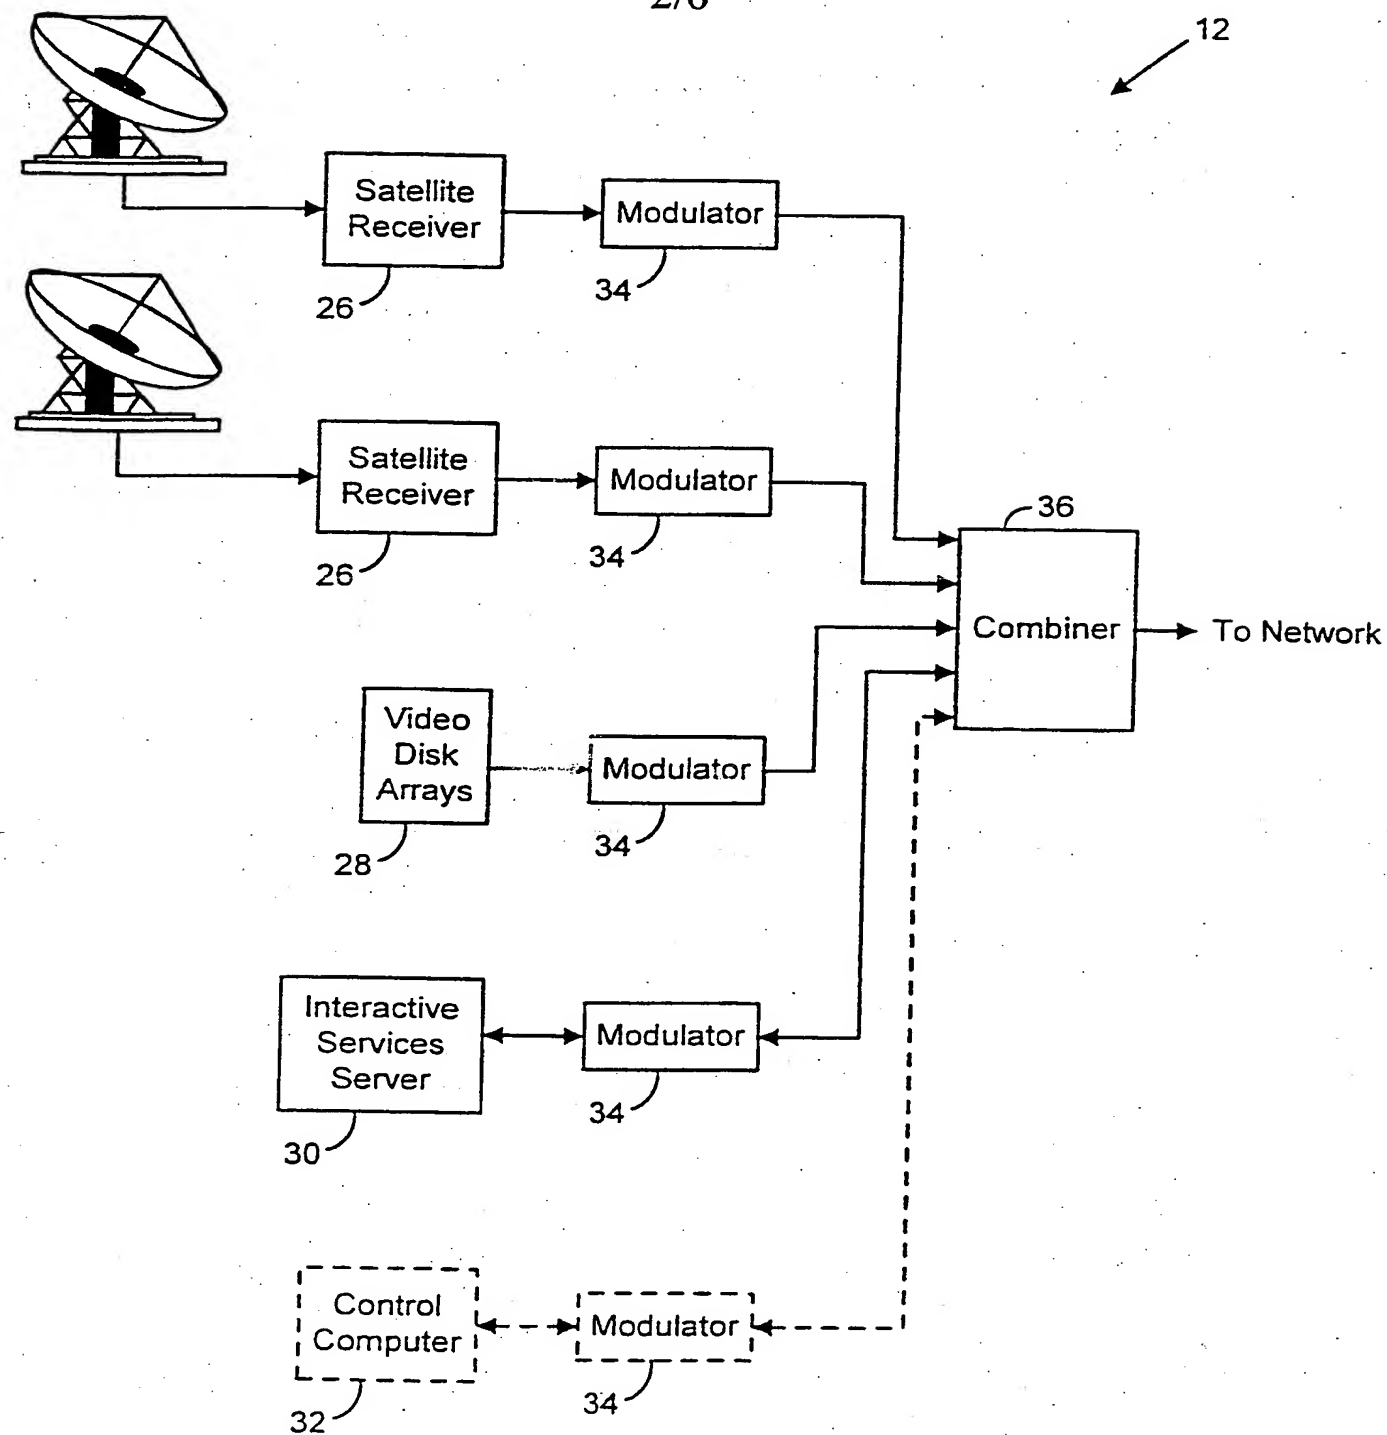 12
Satellite
Receiver
26
Modulator
34
Satellite
Receiver
26
Modulator
34
36
Combiner
To Network
Video
Disk
Arrays
28
Modulator
34
Interactive
Services
Server
30
Modulator
34
Control
Computer
32
Modulator
34